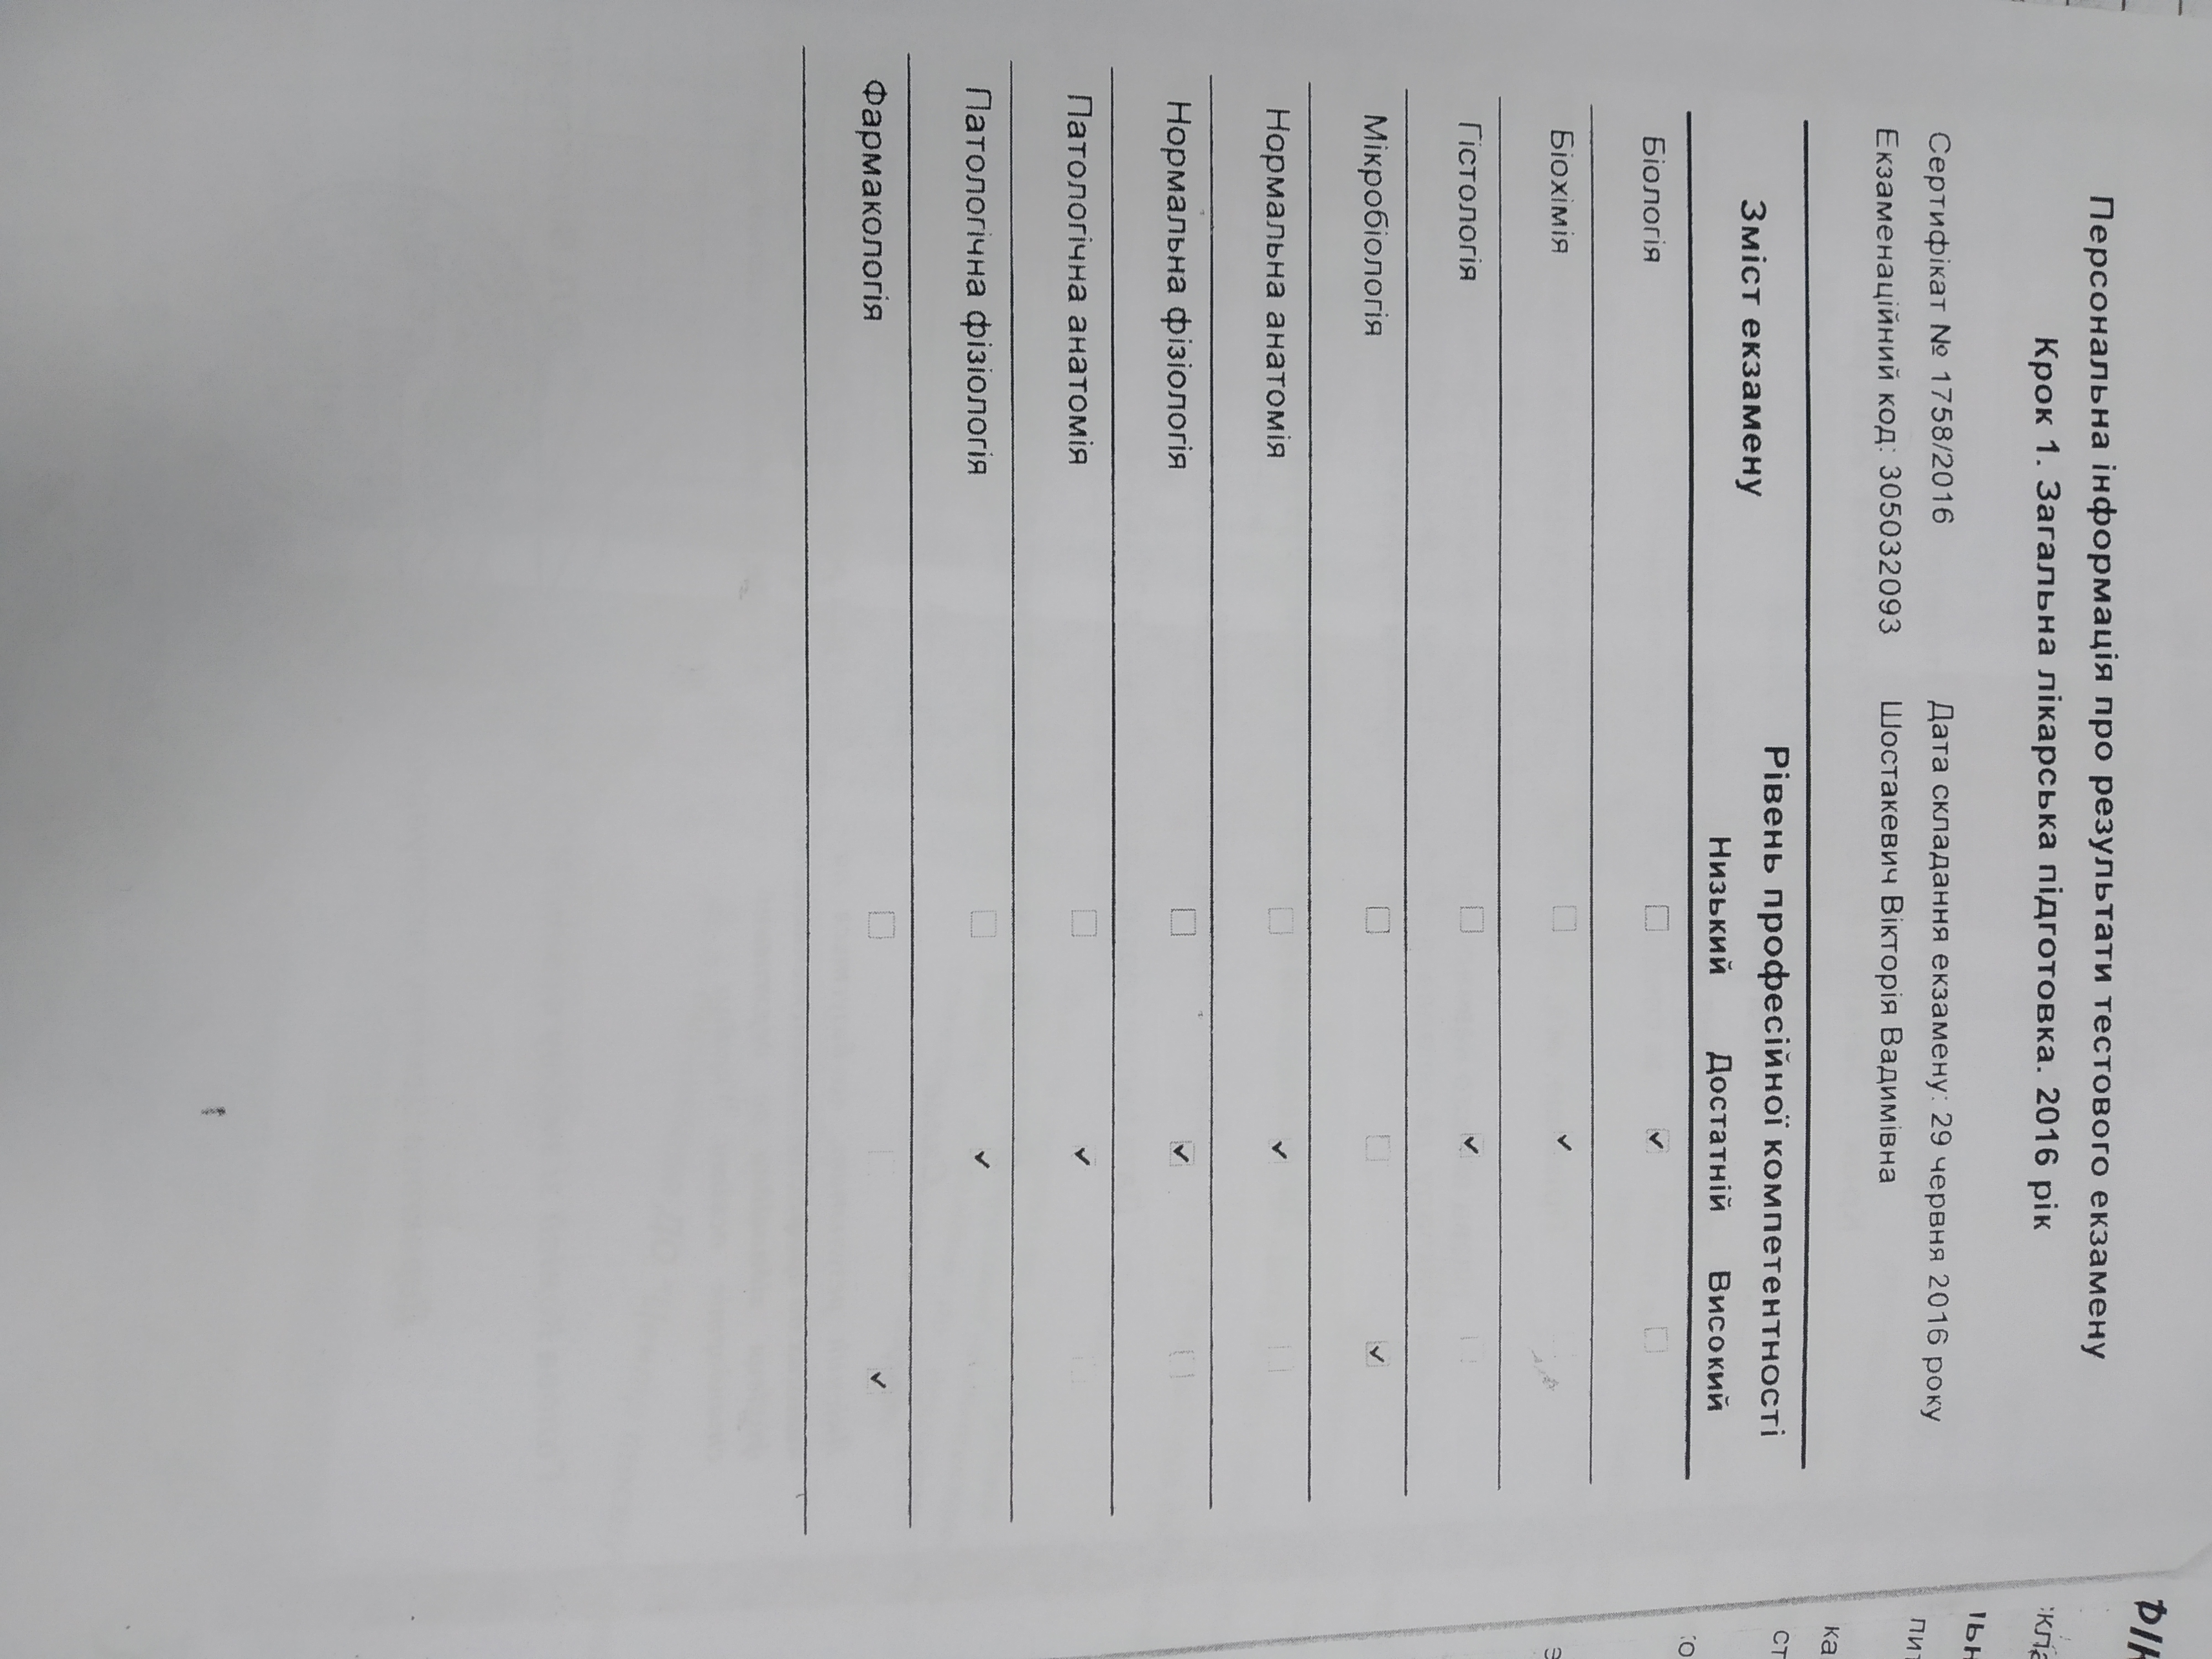 Персональна інформація про результати тестового екзамену
Крок 1. Загальна лікарська підготовка. 2016 рік
Сертифікат № 1758/2016 Дата складання екзамену: 29 червня 2016 року
Екзаменаційний код: 305032093 Шостакевич Вікторія Вадимівна
Зміст екзамену Рівень професійної компетентності
Низький Достатній Високий
Біологія ☐ ☑ ☐
Біохімія ☐ ✓
Гістологія ☐ ☑ ☐
Мікробіологія ☐ ☐ ☑
Нормальна анатомія ☐ ✓ ☐
Нормальна фізіологія ☐ ☑ ☐
Патологічна анатомія ☐ ✓ ☐
Патологічна фізіологія ☐ ✓
Фармакологія ☐ ☐ ✓